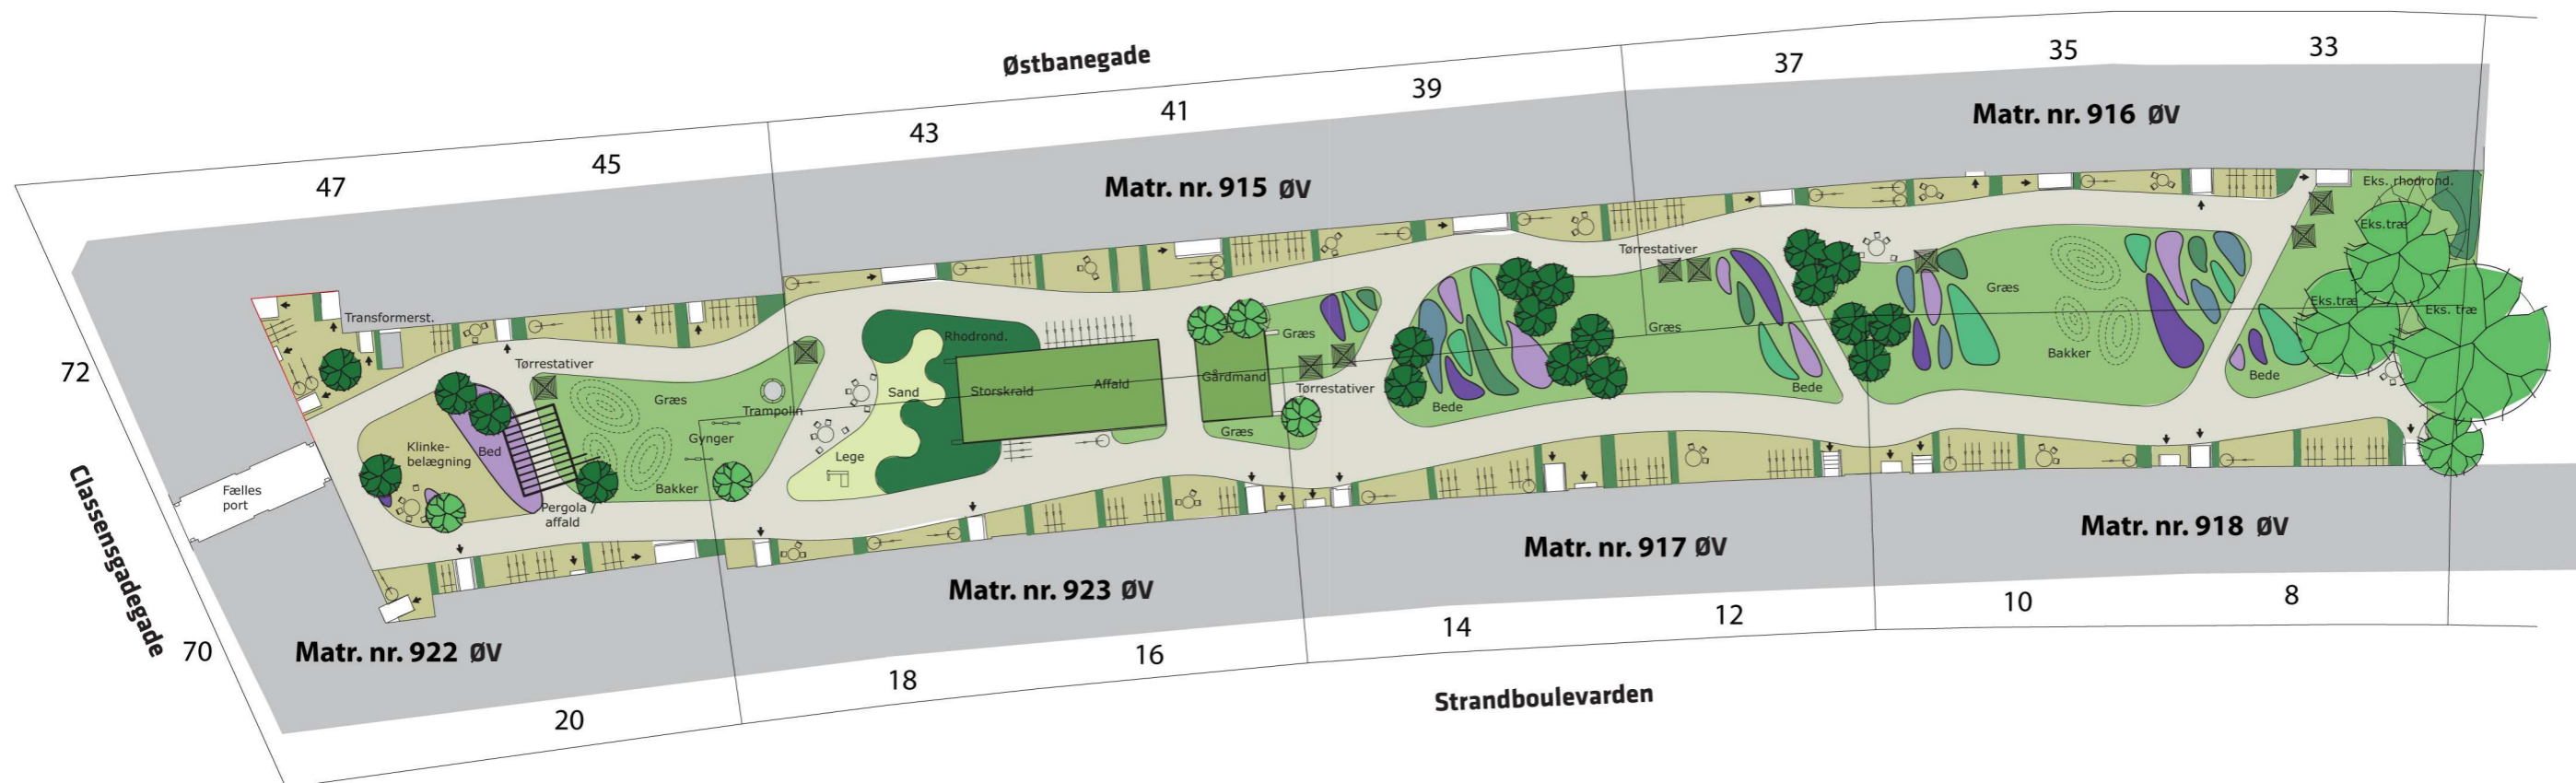 Østbanegade
33
35
37
39
41
43
45
47
Matr. nr. 916 ØV
Matr. nr. 915 ØV
Eks. rhodrond.
Eks.træ
Eks.træ
Eks. træ
Tørrestativer
Græs
Bakker
Bede
Græs
Bede
Bede
Græs
Tørrestativer
Gårdmand
Græs
Transformerst.
Tørrestativer
Græs
Trampolin
Gynger
Bakker
Rhodrond.
Sand
Storskrald
Affald
Lege
Klinke-
belægning
Bed
Pergola
affald
Fælles
port
72
Classensgadegade
70
Matr. nr. 922 ØV
Matr. nr. 923 ØV
Matr. nr. 917 ØV
Matr. nr. 918 ØV
20
18
16
14
12
10
8
Strandboulevarden